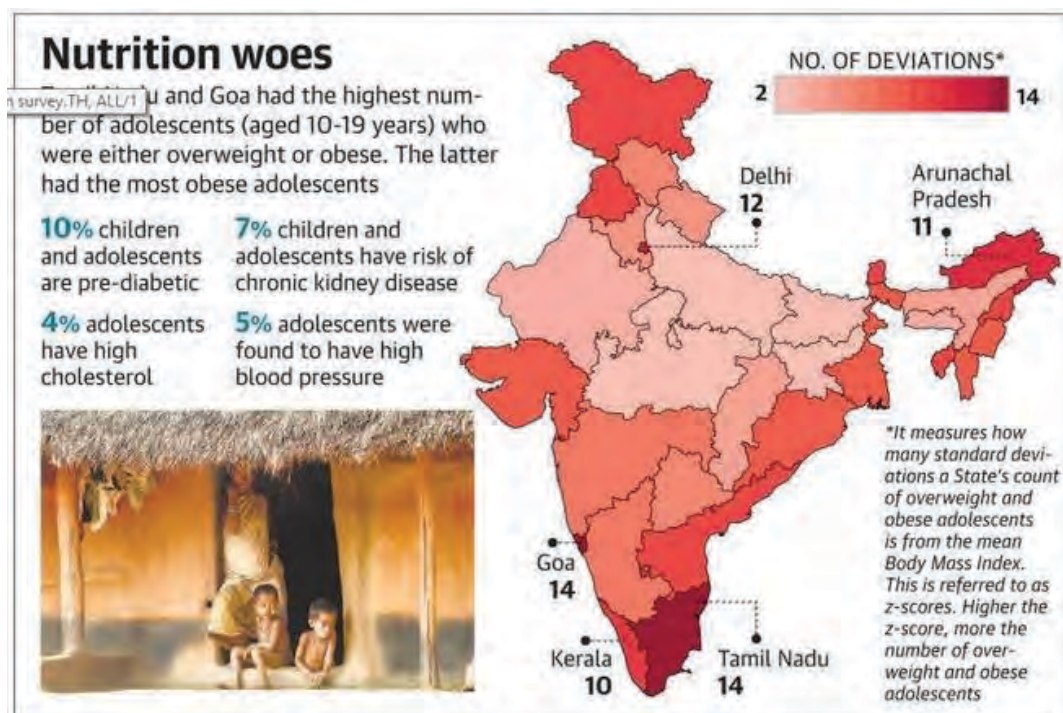 Nutrition woes
n survey.TH, ALL/1
u and Goa had the highest num-
ber of adolescents (aged 10-19 years) who
were either overweight or obese. The latter
had the most obese adolescents
10% children
and adolescents
are pre-diabetic
7% children and
adolescents have risk of
chronic kidney disease
4% adolescents
have high
cholesterol
5% adolescents were
found to have high
blood pressure
NO. OF DEVIATIONS*
2
14
Delhi
12
Arunachal
Pradesh
11
Goa
14
Kerala
10
Tamil Nadu
14
*It measures how
many standard devi-
ations a State's count
of overweight and
obese adolescents
is from the mean
Body Mass Index.
This is referred to as
z-scores. Higher the
z-score, more the
number of over-
weight and obese
adolescents